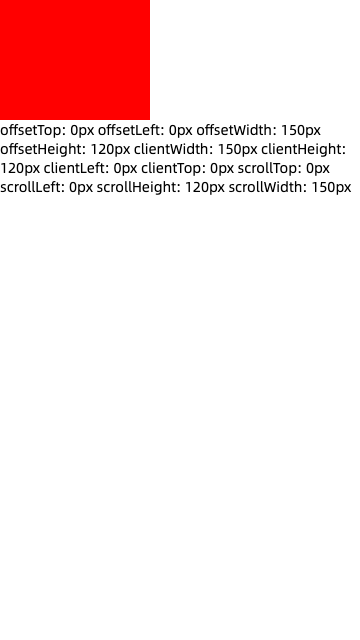 offsetTop: 0px offsetLeft: 0px offsetWidth: 150px
offsetHeight: 120px clientWidth: 150px clientHeight:
120px clientLeft: 0px clientTop: 0px scrollTop: 0px
scrollLeft: 0px scrollHeight: 120px scrollWidth: 150px